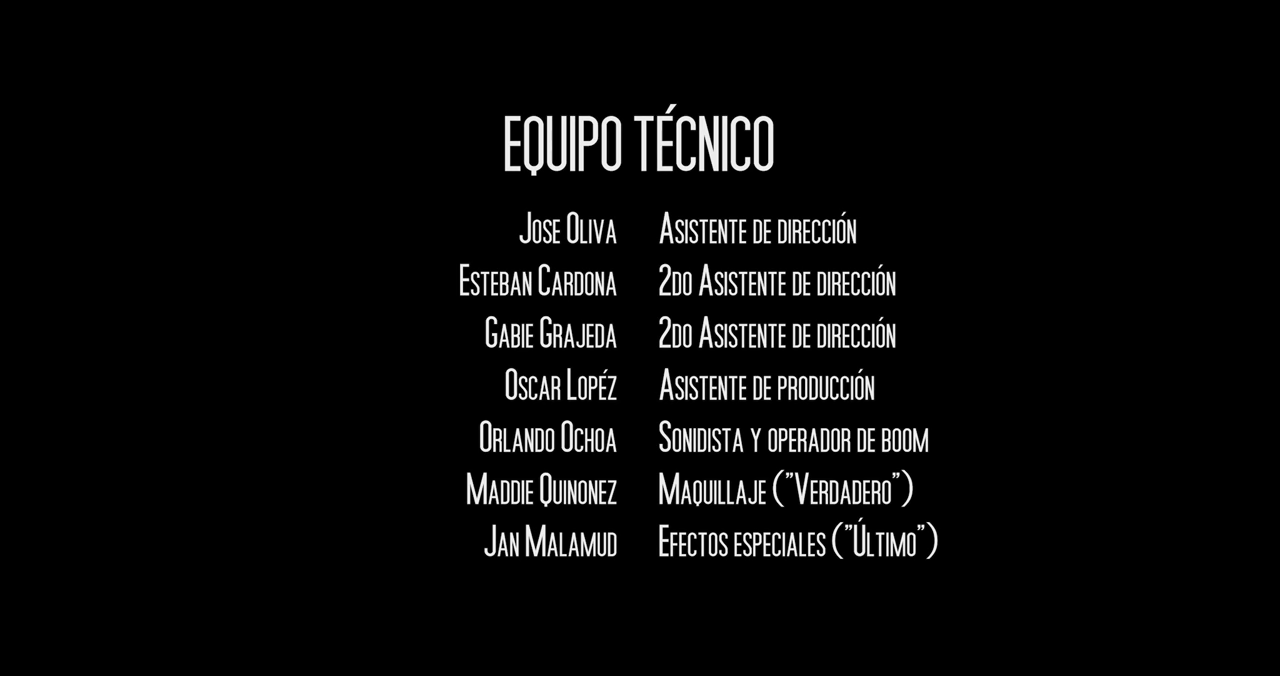 EQUIPO TÉCNICO
JOSE OLIVA ASISTENTE DE DIRECCIÓN
ESTEBAN CARDONA 2DO ASISTENTE DE DIRECCIÓN
GABIE GRAJEDA 2DO ASISTENTE DE DIRECCIÓN
OSCAR LOPÉZ ASISTENTE DE PRODUCCIÓN
ORLANDO OCHOA SONIDISTA Y OPERADOR DE BOOM
MADDIE QUINONEZ MAQUILLAJE ("VERDADERO")
JAN MALAMUD EFECTOS ESPECIALES ("ÚLTIMO")